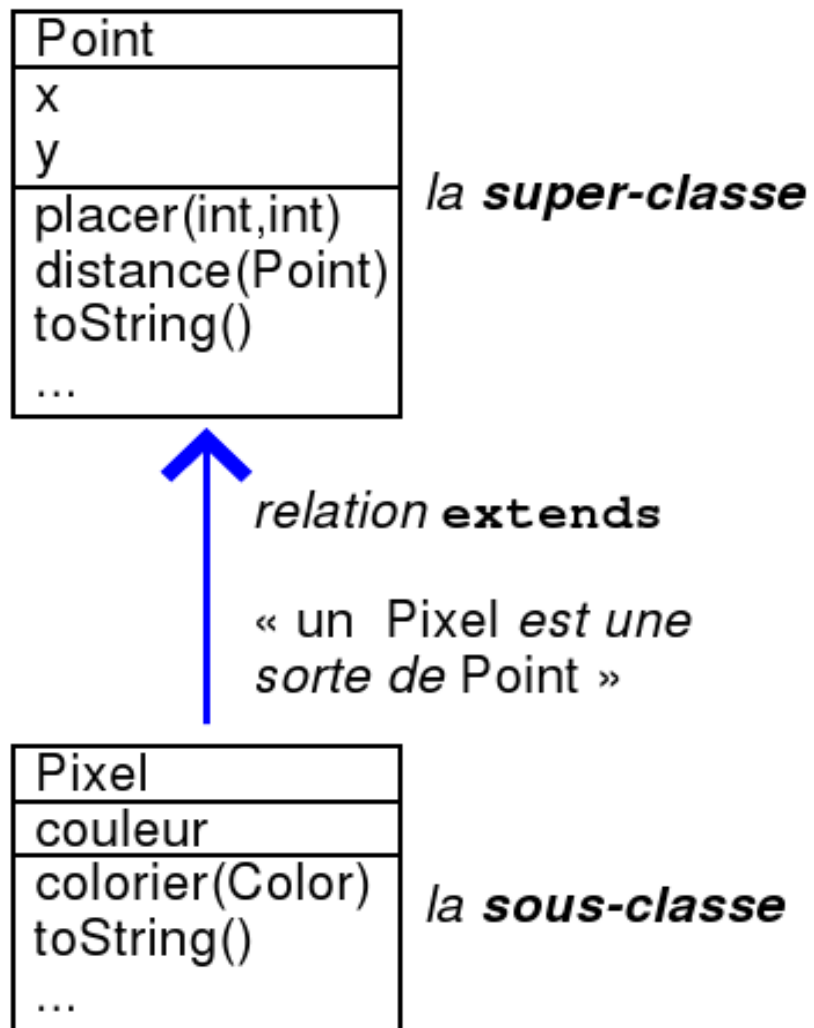 Point
x
y
placer(int,int)
distance(Point)
toString()
...
la super-classe
relation extends
« un Pixel est une
sorte de Point »
Pixel
couleur
colorier(Color)
toString()
...
la sous-classe